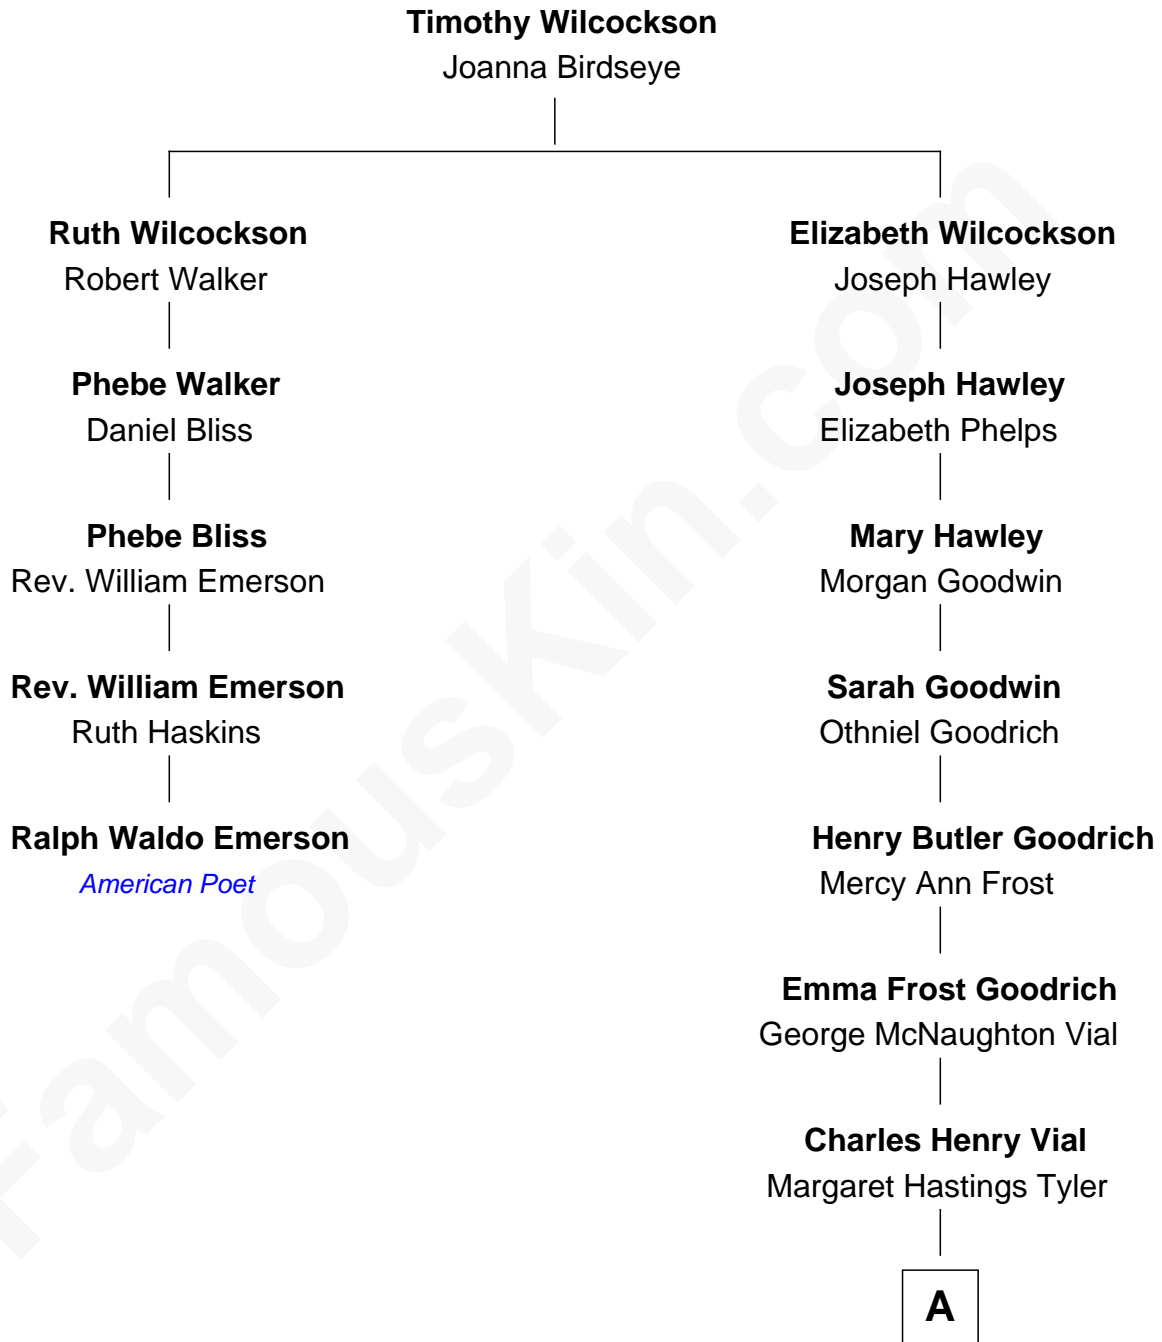 Timothy Wilcockson
Joanna Birdseye
Ruth Wilcockson
Robert Walker
Phebe Walker
Daniel Bliss
Phebe Bliss
Rev. William Emerson
Rev. William Emerson
Ruth Haskins
Ralph Waldo Emerson
American Poet
Elizabeth Wilcockson
Joseph Hawley
Joseph Hawley
Elizabeth Phelps
Mary Hawley
Morgan Goodwin
Sarah Goodwin
Othniel Goodrich
Henry Butler Goodrich
Mercy Ann Frost
Emma Frost Goodrich
George McNaughton Vial
Charles Henry Vial
Margaret Hastings Tyler
A
FamousKin.com